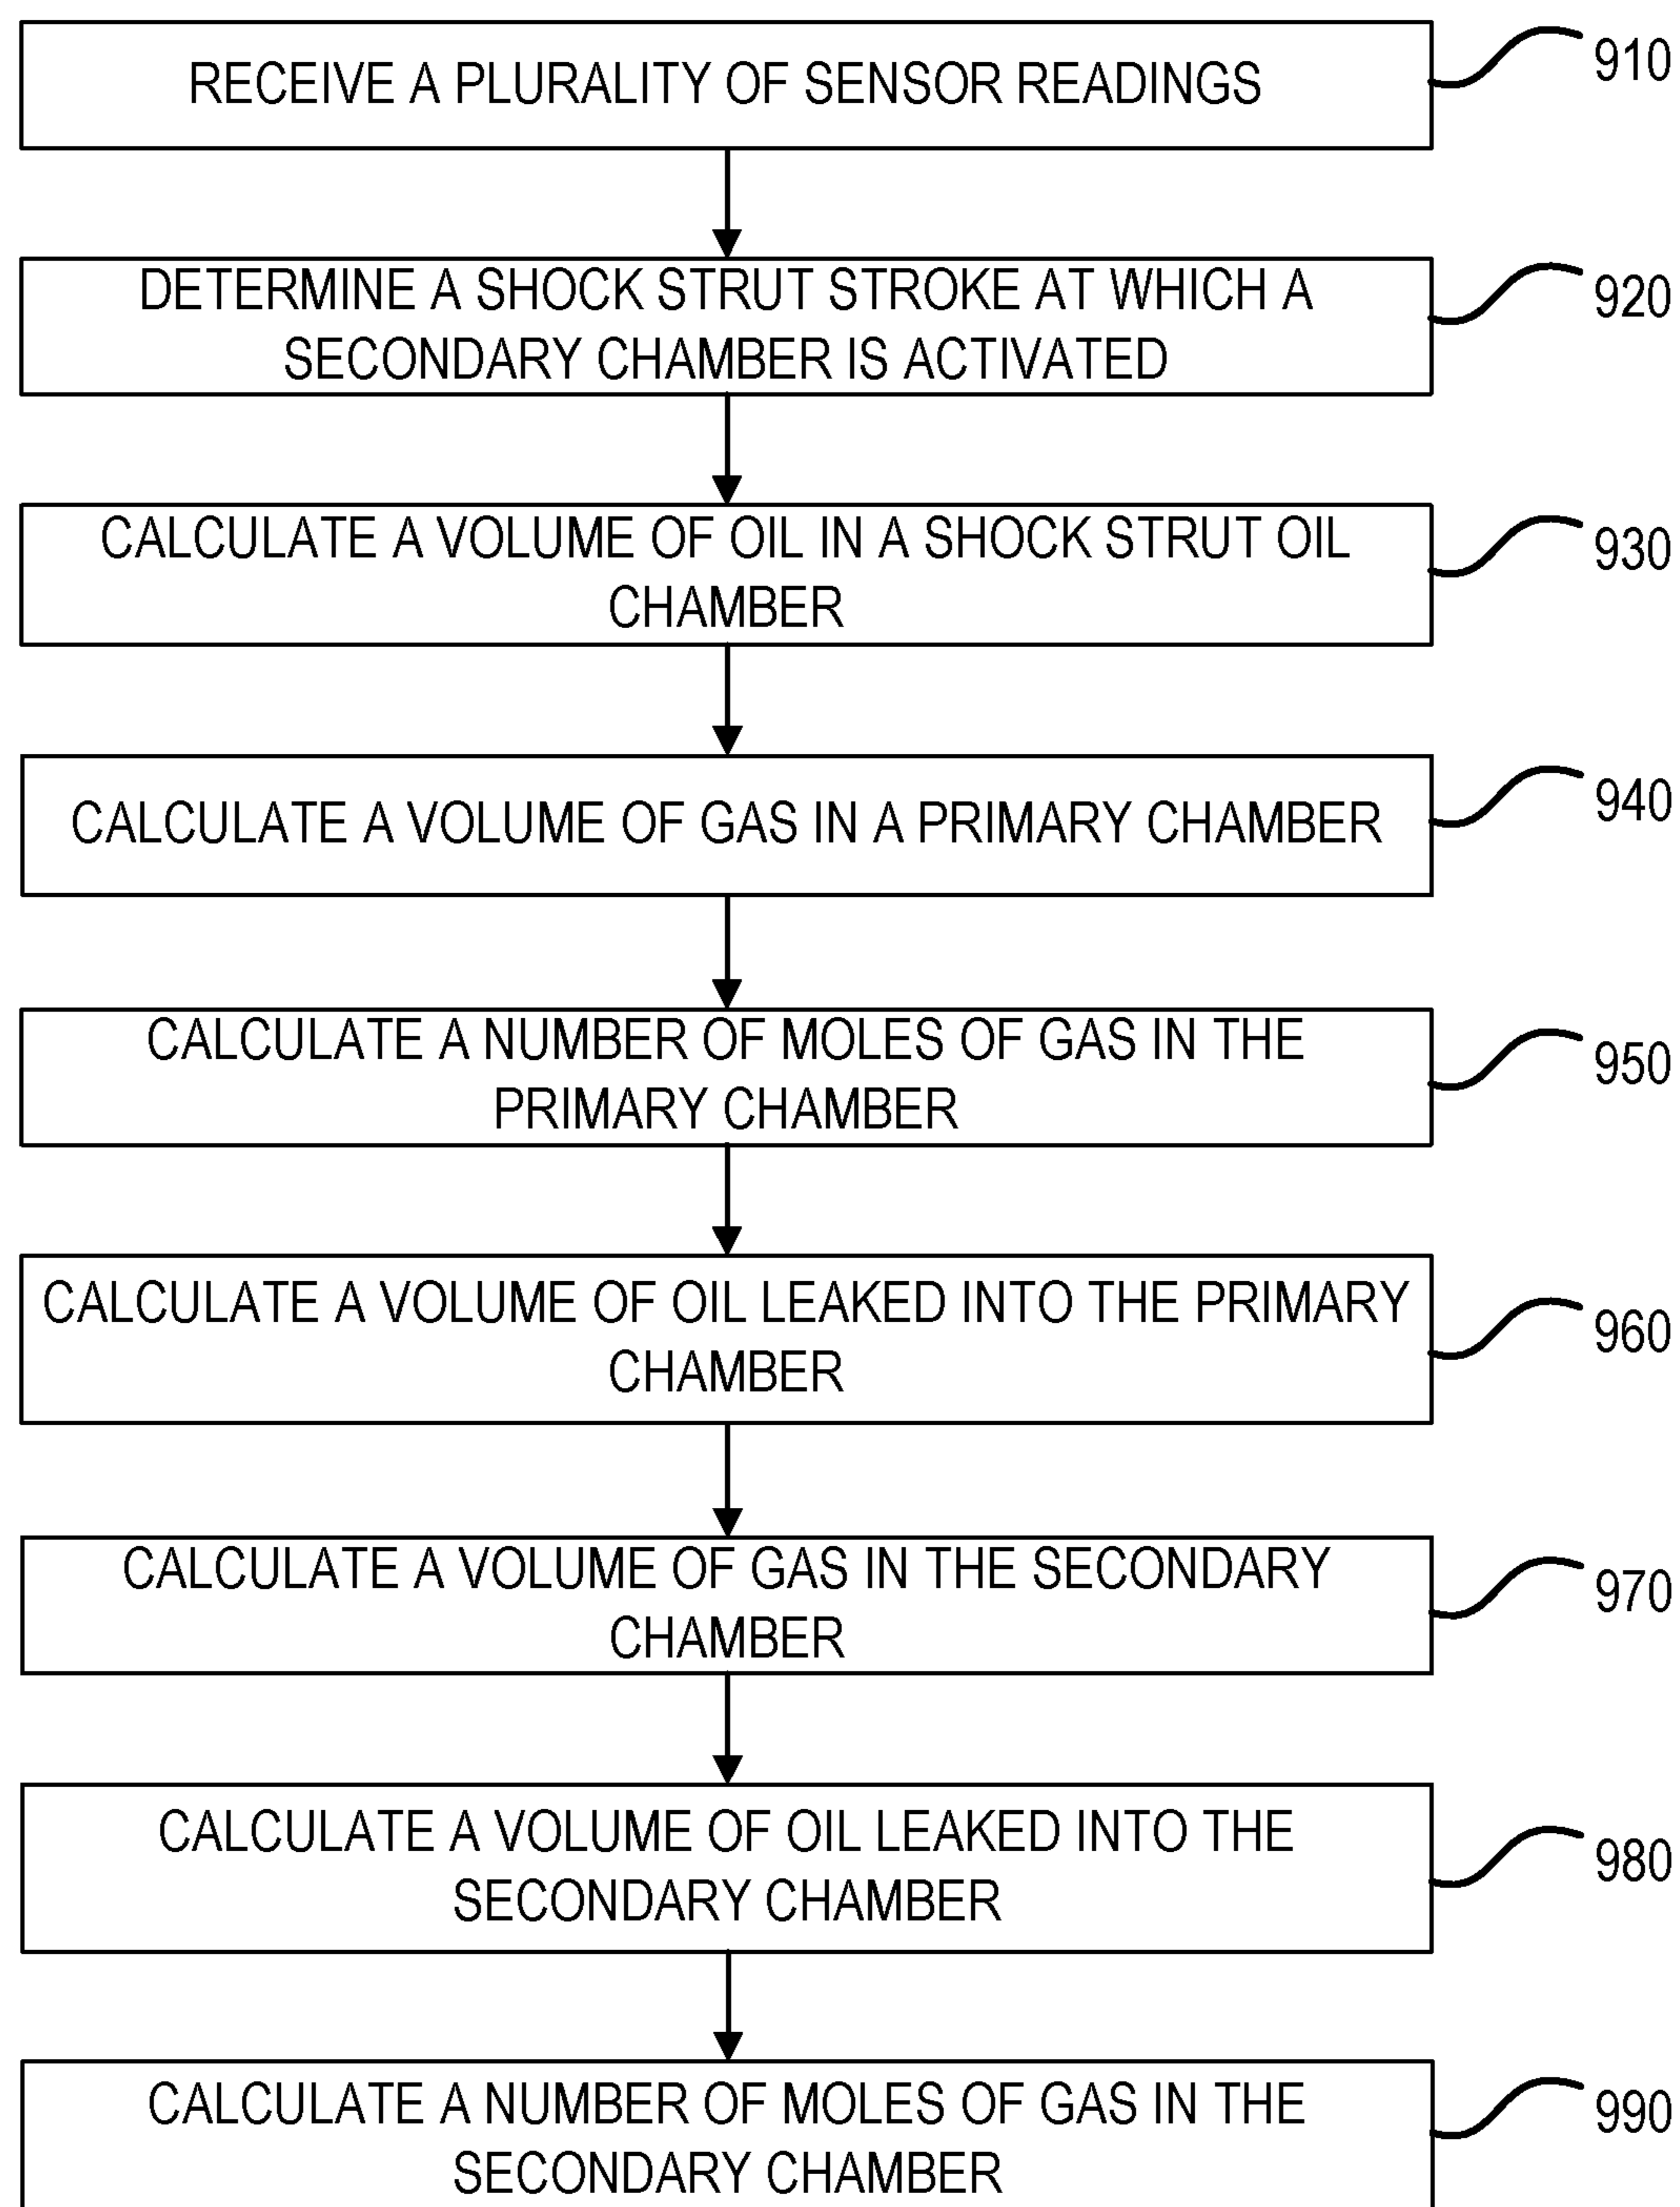 RECEIVE A PLURALITY OF SENSOR READINGS
910
DETERMINE A SHOCK STRUT STROKE AT WHICH A
SECONDARY CHAMBER IS ACTIVATED
920
CALCULATE A VOLUME OF OIL IN A SHOCK STRUT OIL
CHAMBER
930
CALCULATE A VOLUME OF GAS IN A PRIMARY CHAMBER
940
CALCULATE A NUMBER OF MOLES OF GAS IN THE
PRIMARY CHAMBER
950
CALCULATE A VOLUME OF OIL LEAKED INTO THE PRIMARY
CHAMBER
960
CALCULATE A VOLUME OF GAS IN THE SECONDARY
CHAMBER
970
CALCULATE A VOLUME OF OIL LEAKED INTO THE
SECONDARY CHAMBER
980
CALCULATE A NUMBER OF MOLES OF GAS IN THE
SECONDARY CHAMBER
990